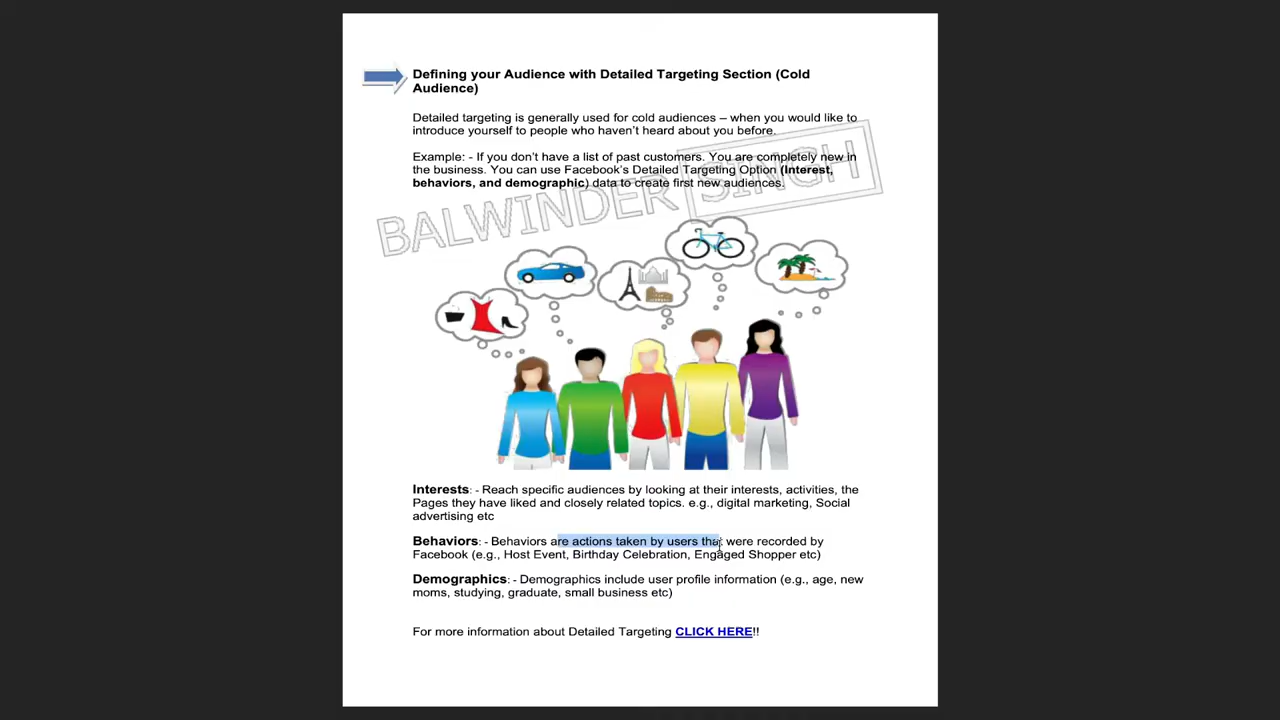 Defining your Audience with Detailed Targeting Section (Cold
Audience)
Detailed targeting is generally used for cold audiences – when you would like to
introduce yourself to people who haven't heard about you before.
Example: - If you don't have a list of past customers. You are completely new in
the business. You can use Facebook's Detailed Targeting Option (Interest,
behaviors, and demographic) data to create first new audiences.
BALWINDER SINGH
Interests: - Reach specific audiences by looking at their interests, activities, the
Pages they have liked and closely related topics. e.g., digital marketing, Social
advertising etc
Behaviors: - Behaviors are actions taken by users that were recorded by
Facebook (e.g., Host Event, Birthday Celebration, Engaged Shopper etc)
Demographics: - Demographics include user profile information (e.g., age, new
moms, studying, graduate, small business etc)
For more information about Detailed Targeting CLICK HERE!!